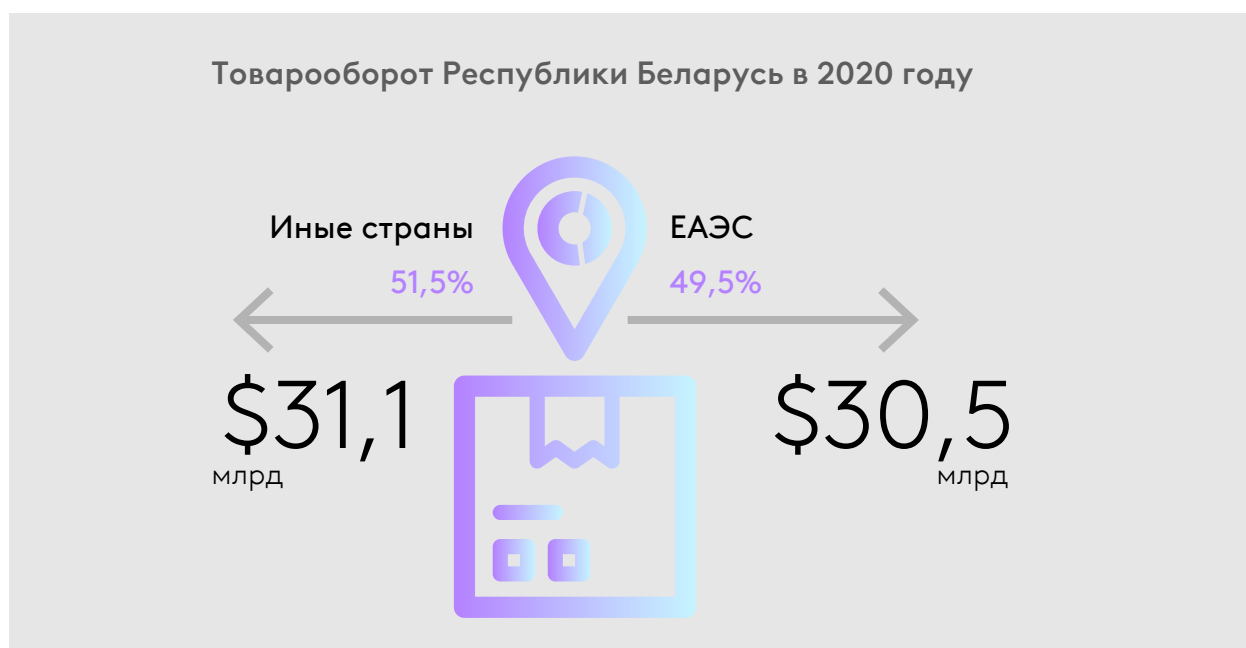 Товарооборот Республики Беларусь в 2020 году
Иные страны
51,5%
$31,1
млрд
ЕАЭС
49,5%
$30,5
млрд